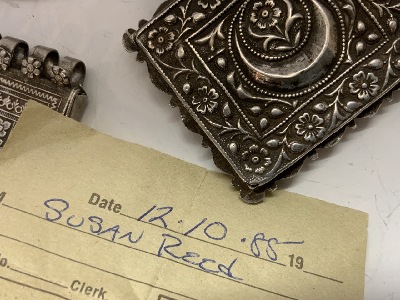 Date 12.10.85 19
SUSAN Reed
o. Clerk